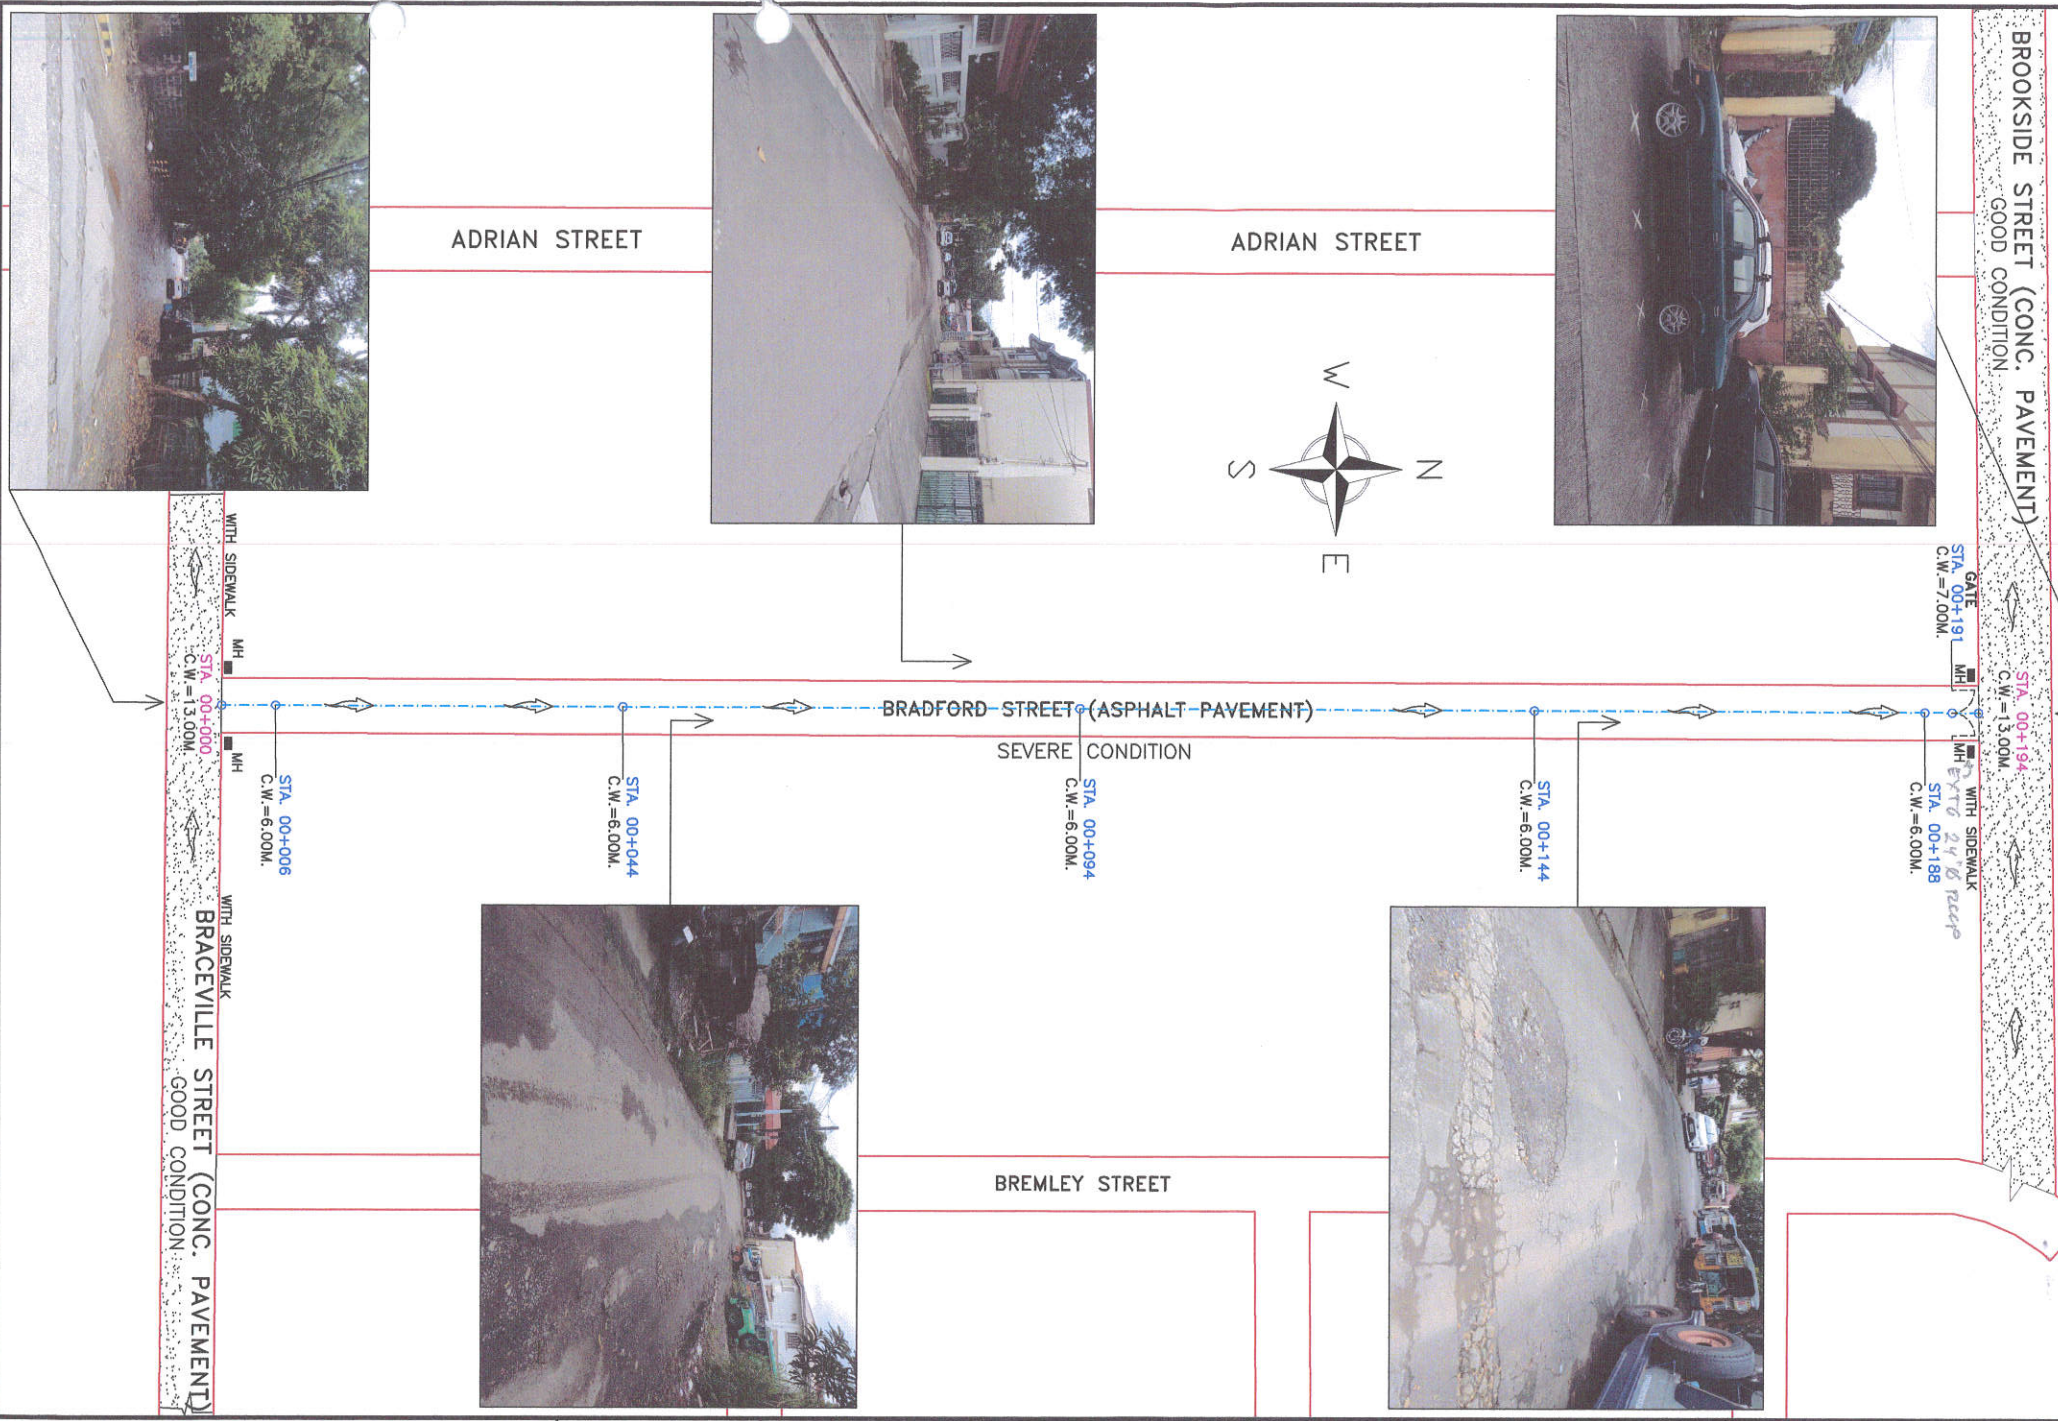 BROOKSIDE STREET (CONC. PAVEMENT)
GOOD CONDITION
STA. 00+194
C.W.=13.00M.
GATE
STA. 00+191
C.W.=7.00M.
MH
MH
WITH SIDEWALK
EXTG 24"Ø
STA. 00+188
C.W.=6.00M.
ADRIAN STREET
ADRIAN STREET
W
N
S
E
BRADFORD STREET (ASPHALT PAVEMENT)
SEVERE CONDITION
STA. 00+144
C.W.=6.00M.
STA. 00+094
C.W.=6.00M.
STA. 00+044
C.W.=6.00M.
STA. 00+006
C.W.=6.00M.
BREMLEY STREET
WITH SIDEWALK
MH
MH
STA. 00+000
C.W.=13.00M.
WITH SIDEWALK
BRACEVILLE STREET (CONC. PAVEMENT)
GOOD CONDITION